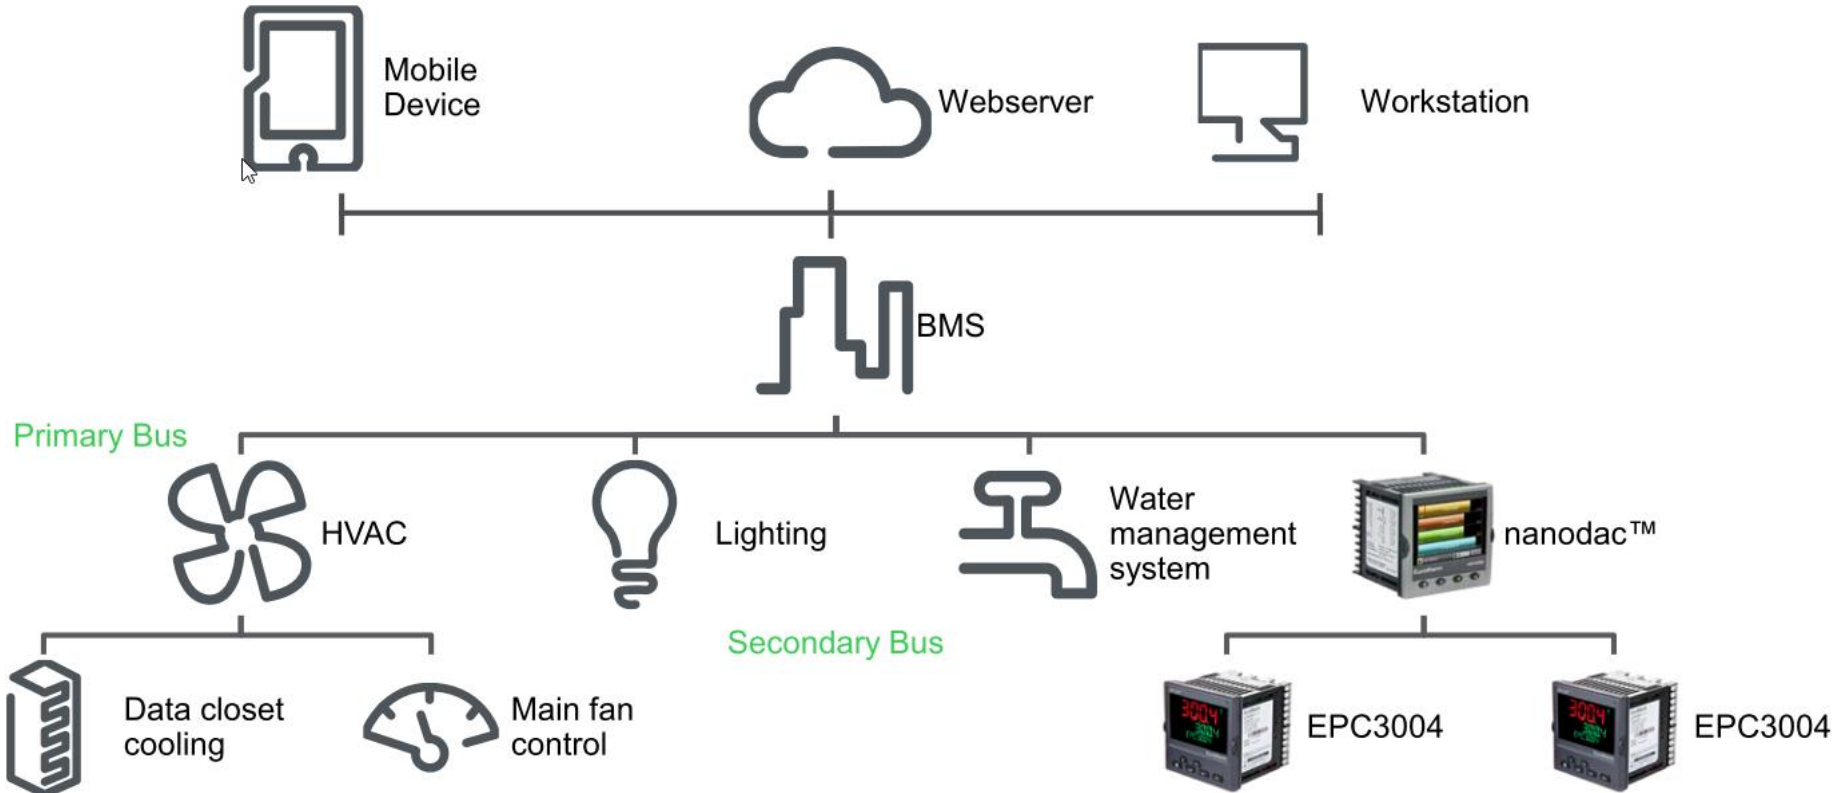 Mobile
Device
Webserver
Workstation
BMS
Primary Bus
HVAC
Lighting
Water
management
system
nanodac™
Secondary Bus
Data closet
cooling
Main fan
control
EPC3004
EPC3004